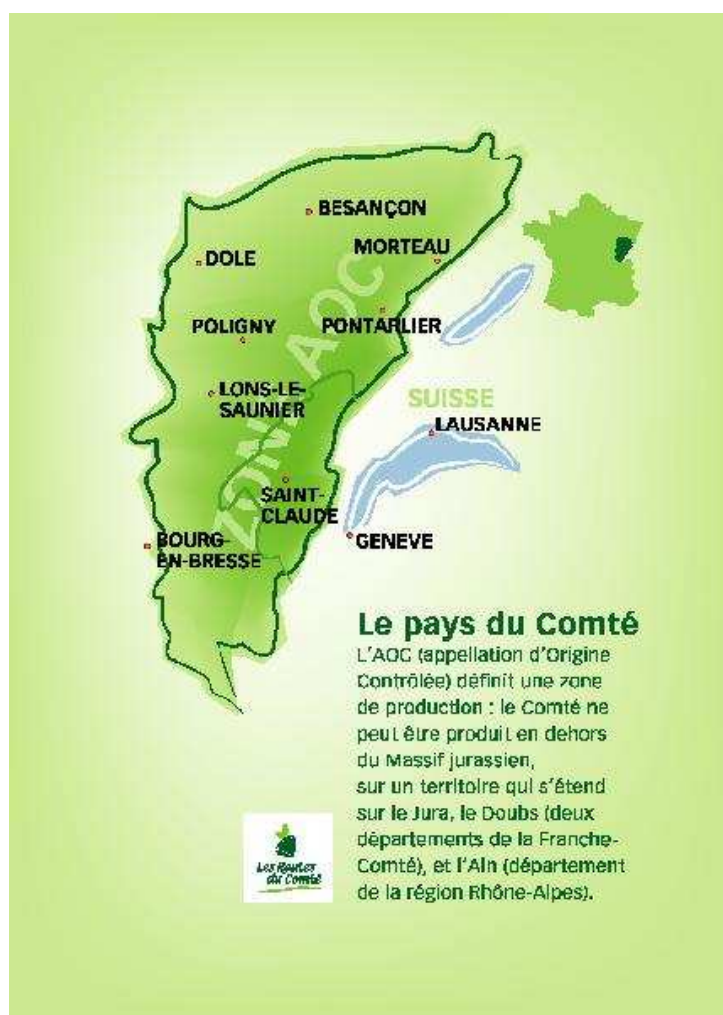 BESANÇON
MORTEAU
DOLE
POLIGNY
PONTARLIER
ZONE AOC
LONS-LE-
SAUNIER
SUISSE
LAUSANNE
SAINT-
CLAUDE
BOURG-
EN-BRESSE
GENEVE
Le pays du Comté
L'AOC (appellation d'Origine
Contrôlée) définit une zone
de production : le Comté ne
peut être produit en dehors
du Massif jurassien,
sur un territoire qui s'étend
sur le Jura, le Doubs (deux
départements de la Franche-
Comté), et l'Ain (département
de la région Rhône-Alpes).
Les Routes
du Comté